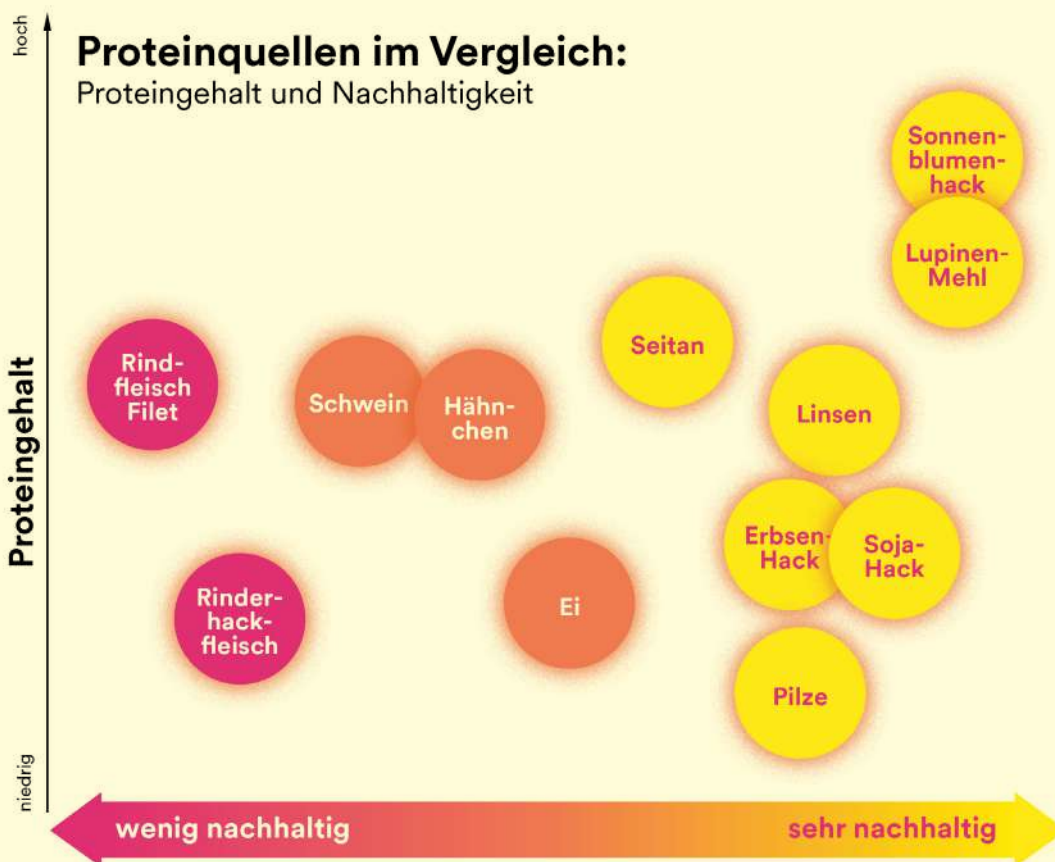 hoch
Proteinquellen im Vergleich:
Proteingehalt und Nachhaltigkeit
Sonnen-
blumen-
hack
Lupinen-
Mehl
Seitan
Rind-
fleisch
Filet
Schwein
Hähn-
chen
Linsen
Proteingehalt
Erbsen-
Hack
Soja-
Hack
Rinder-
hack-
fleisch
Ei
Pilze
niedrig
wenig nachhaltig
sehr nachhaltig